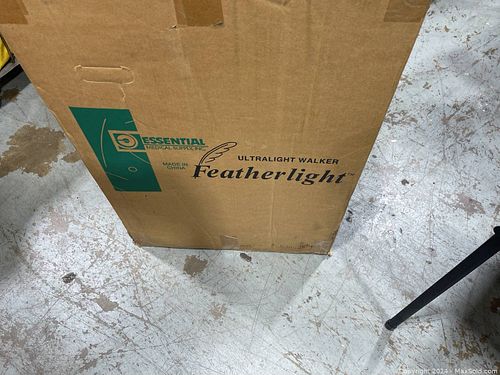 ESSENTIAL
MEDICAL SUPPLY, INC.
MADE IN
CHINA
ULTRALIGHT WALKER
Featherlight™
Copyright 2024 - MaxSold.com